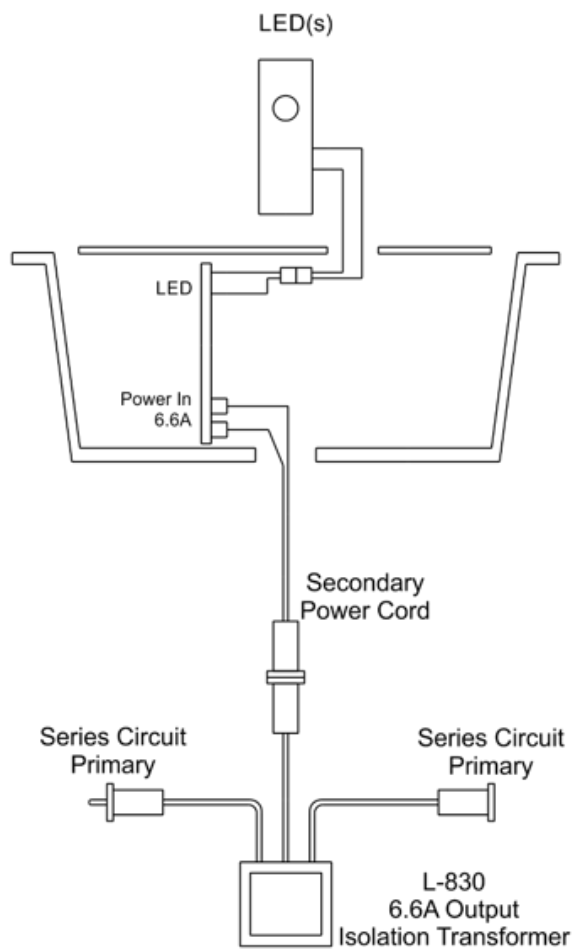 LED(s)
LED
Power In
6.6A
Secondary
Power Cord
Series Circuit
Primary
Series Circuit
Primary
L-830
6.6A Output
Isolation Transformer